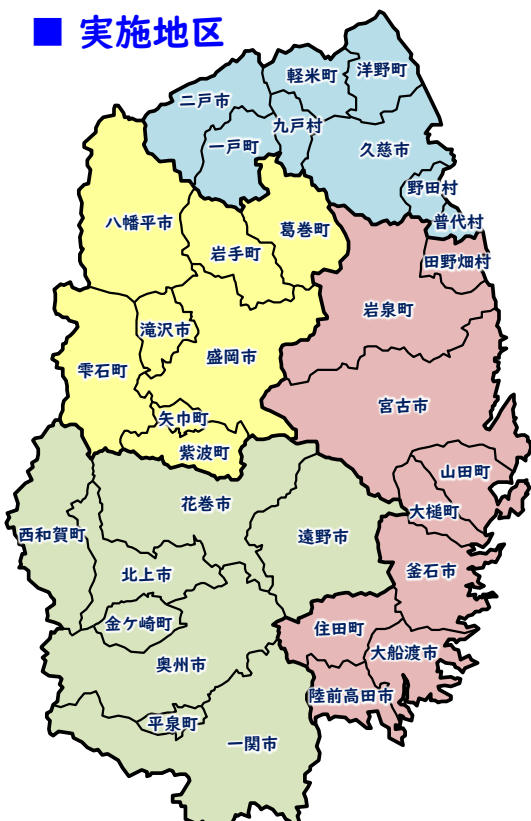 ■ 実施地区
洋野町
軽米町
二戸市
九戸村
一戸町
久慈市
野田村
普代村
八幡平市
葛巻町
岩手町
田野畑村
岩泉町
滝沢市
盛岡市
雫石町
宮古市
矢巾町
紫波町
山田町
花巻市
大槌町
西和賀町
遠野市
釜石市
北上市
金ケ崎町
住田町
大船渡市
奥州市
陸前高田市
平泉町
一関市